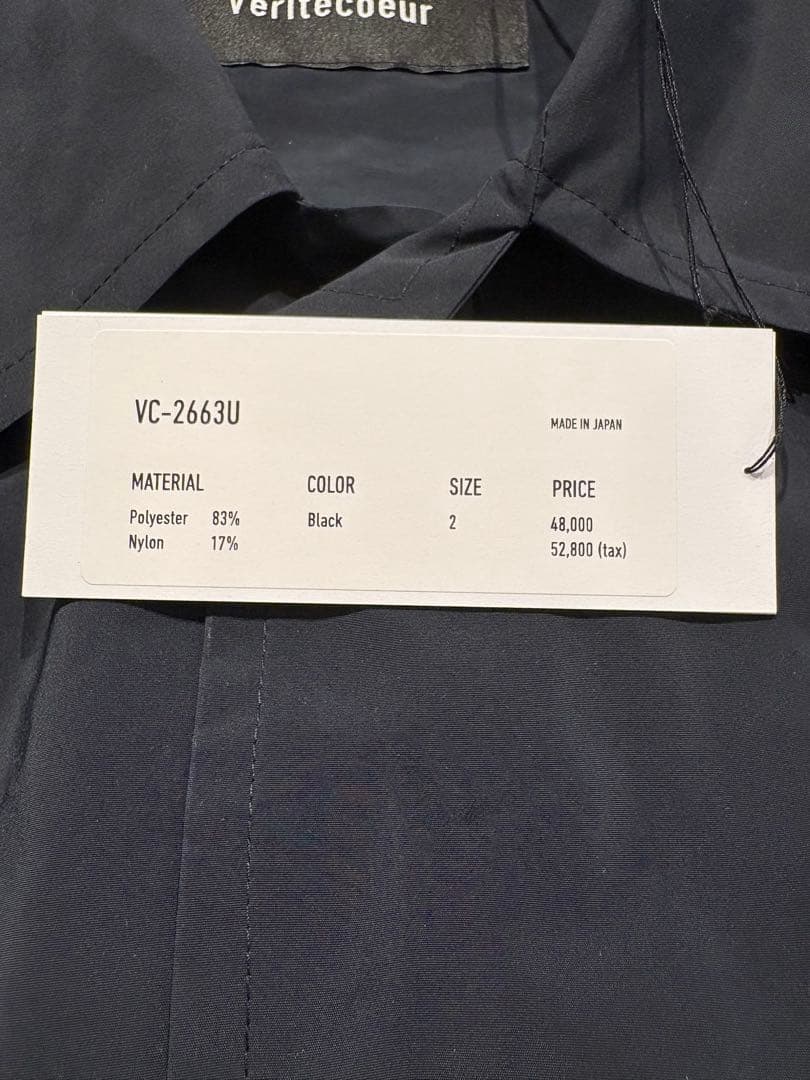 Veritecoeur
VC-2663U
MADE IN JAPAN
MATERIAL COLOR SIZE PRICE
Polyester 83% Black 2 48,000
Nylon 17% 52,800 (tax)